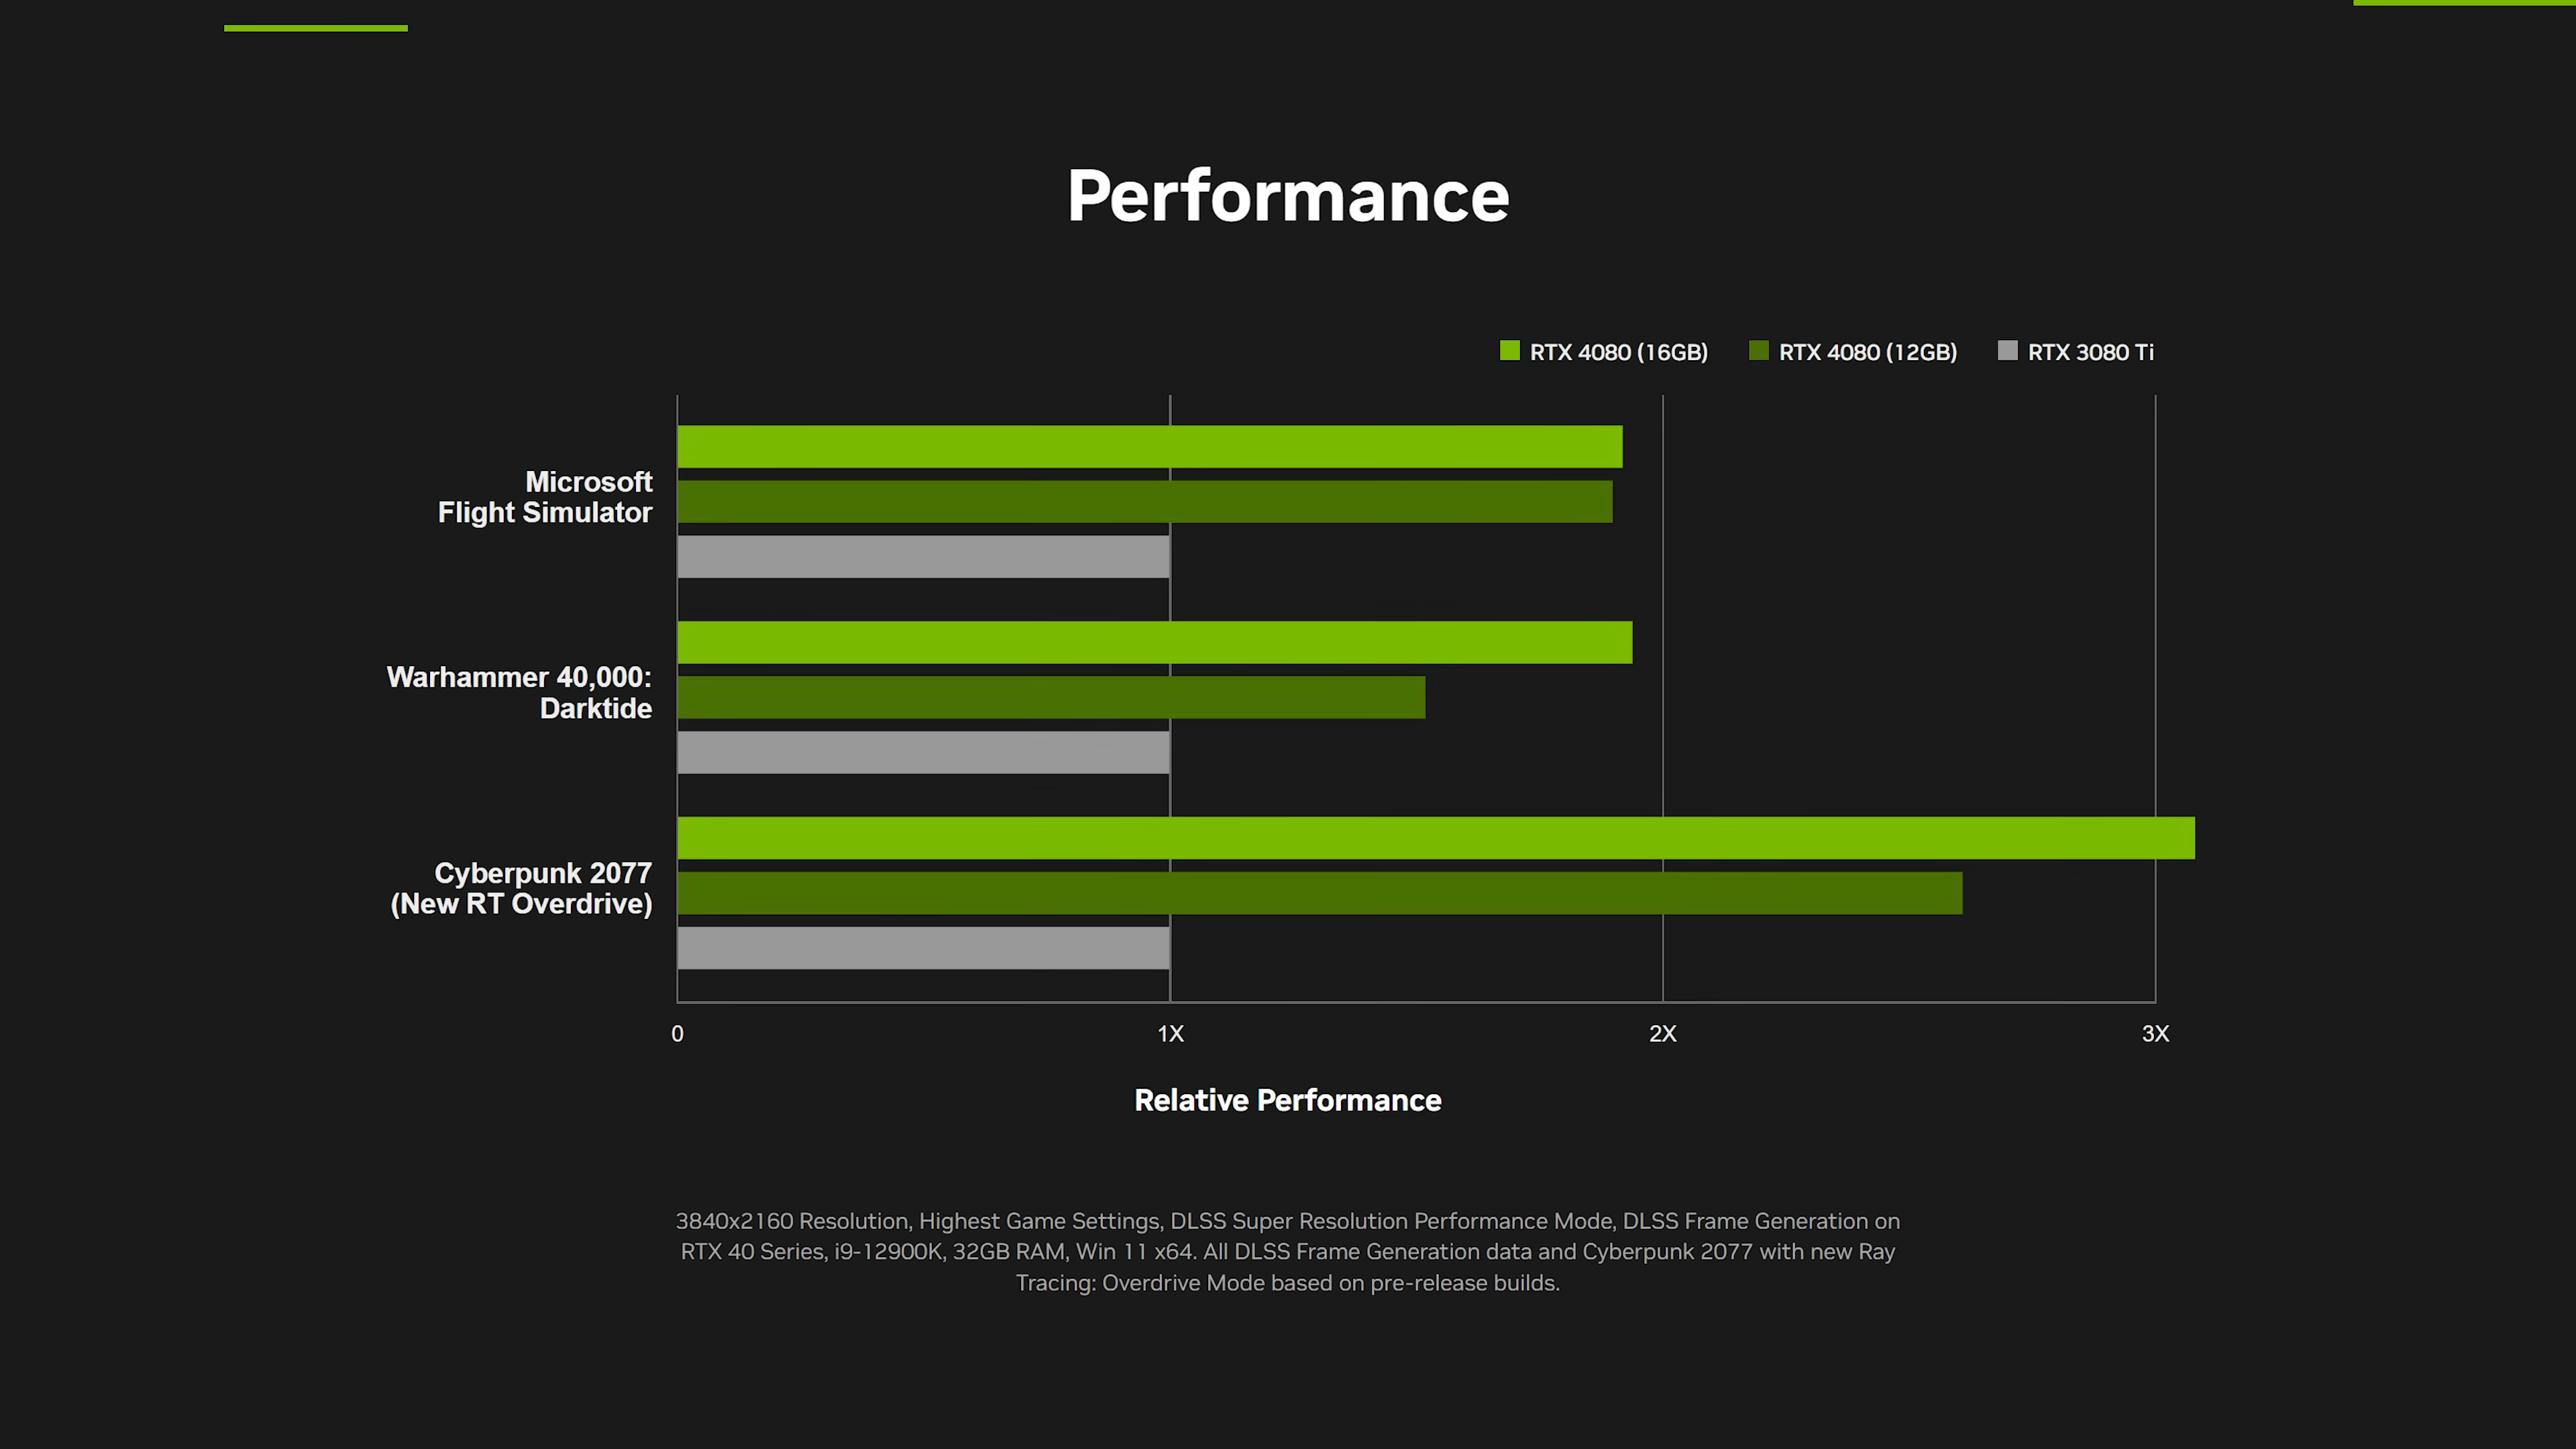 Performance
RTX 4080 (16GB)
RTX 4080 (12GB)
RTX 3080 Ti
Microsoft
Flight Simulator
Warhammer 40,000:
Darktide
Cyberpunk 2077
(New RT Overdrive)
0
1X
2X
3X
Relative Performance
3840x2160 Resolution, Highest Game Settings, DLSS Super Resolution Performance Mode, DLSS Frame Generation on
RTX 40 Series, i9-12900K, 32GB RAM, Win 11 x64. All DLSS Frame Generation data and Cyberpunk 2077 with new Ray
Tracing: Overdrive Mode based on pre-release builds.